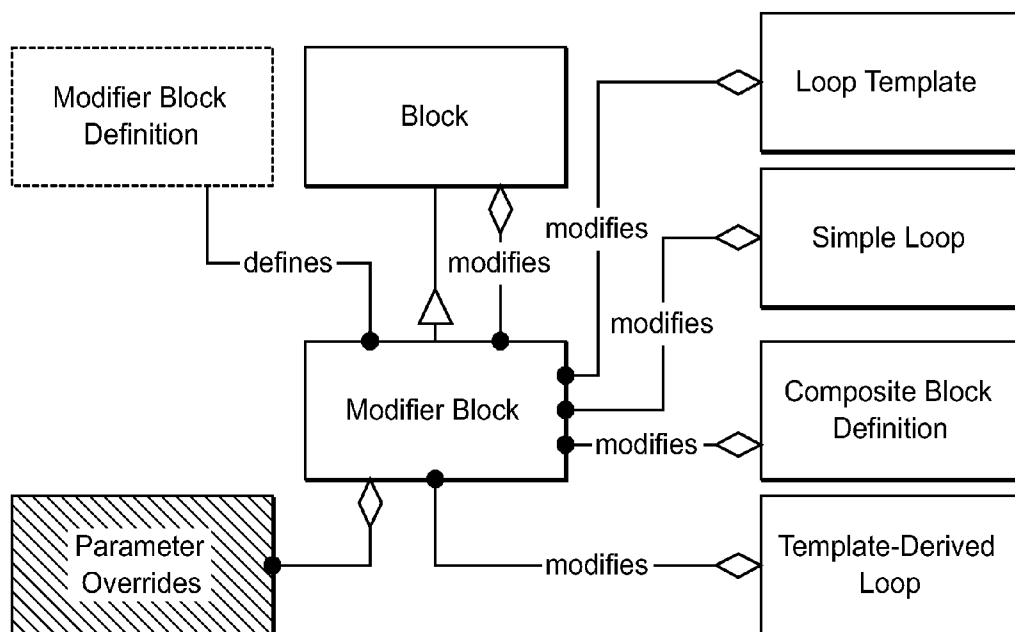 Modifier Block
Definition
Block
Loop Template
Simple Loop
defines
modifies
modifies
modifies
Modifier Block
Composite Block
Definition
modifies
Parameter
Overrides
modifies
Template-Derived
Loop